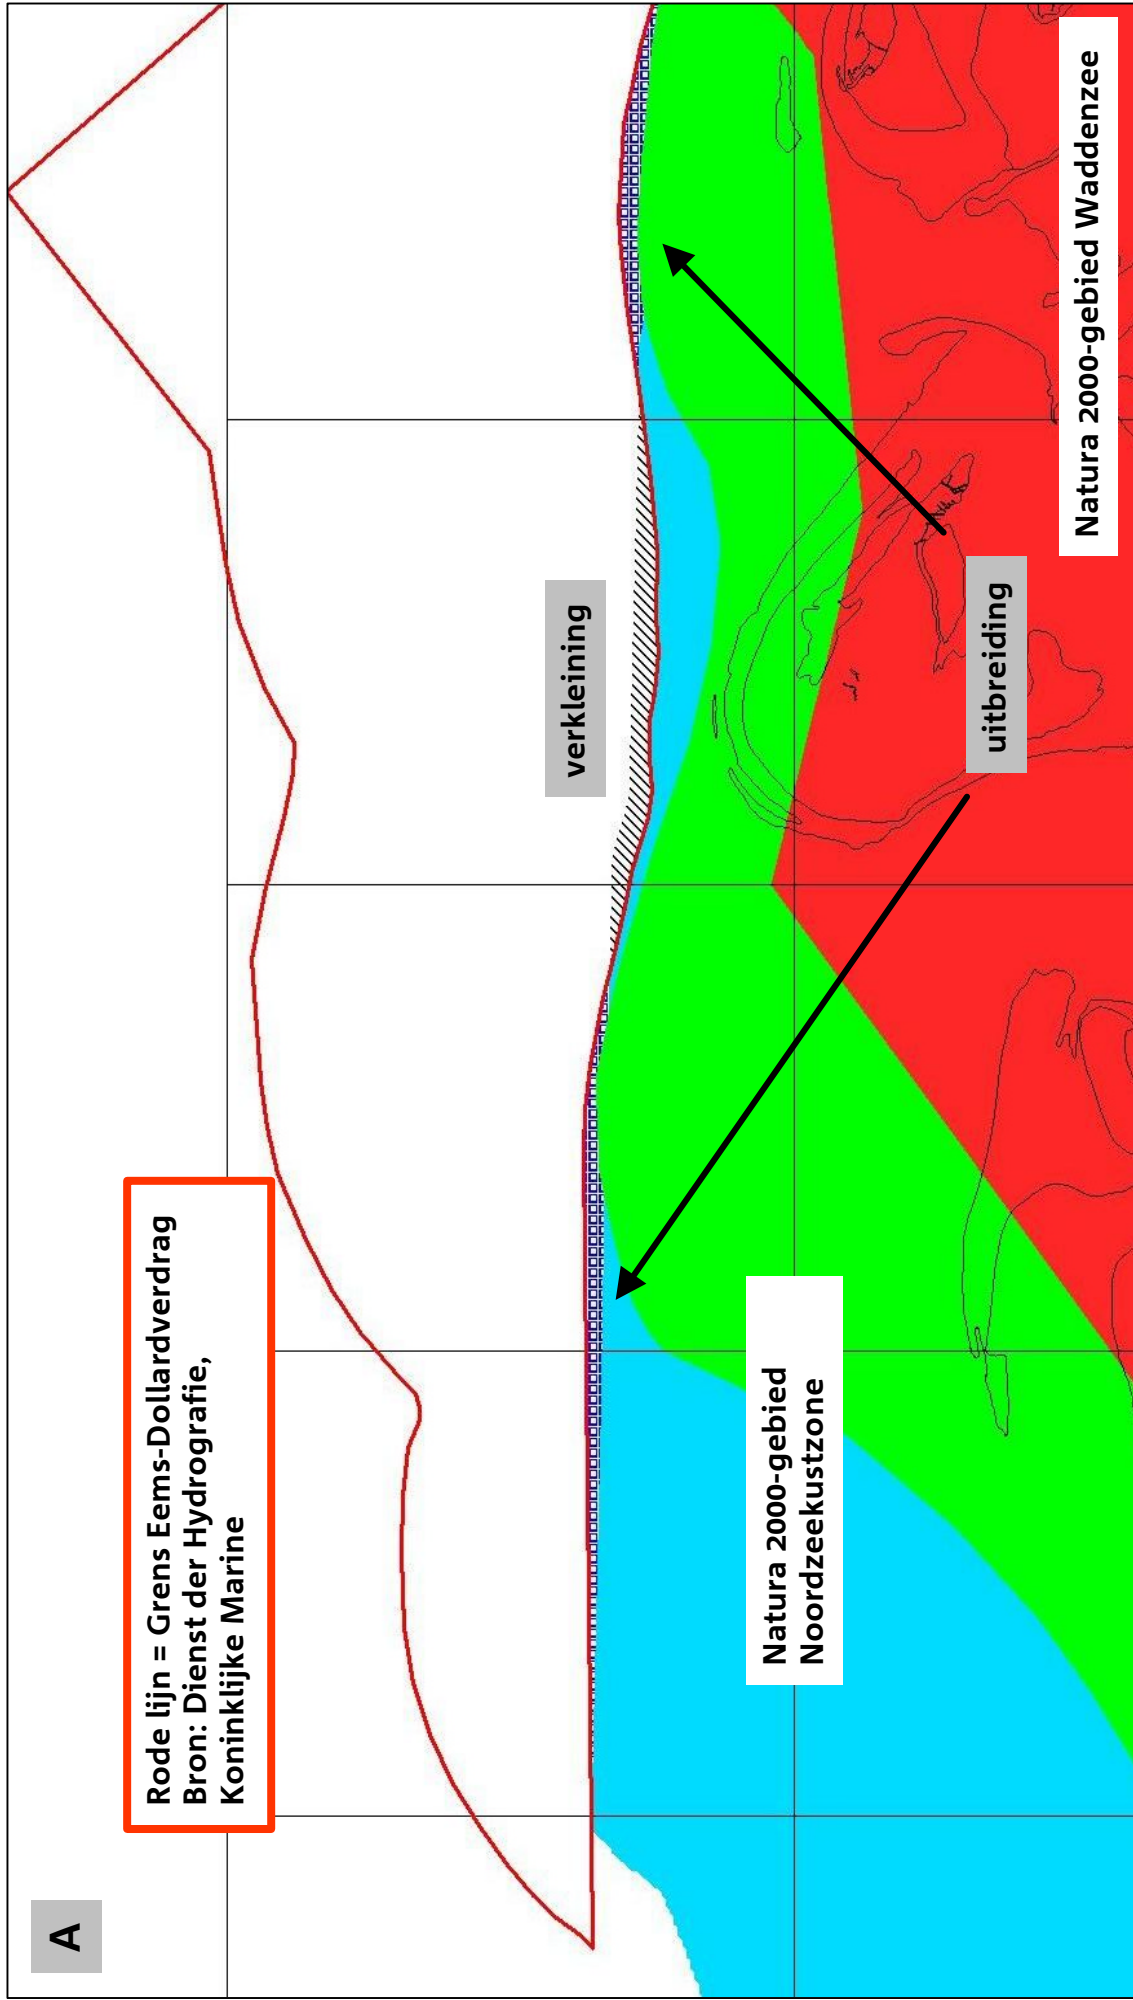 A
Rode lijn = Grens Eems-Dollardverdrag
Bron: Dienst der Hydrografie,
Koninklijke Marine
verkleining
Natura 2000-gebied
Noordzeekustzone
uitbreiding
Natura 2000-gebied Waddenzee